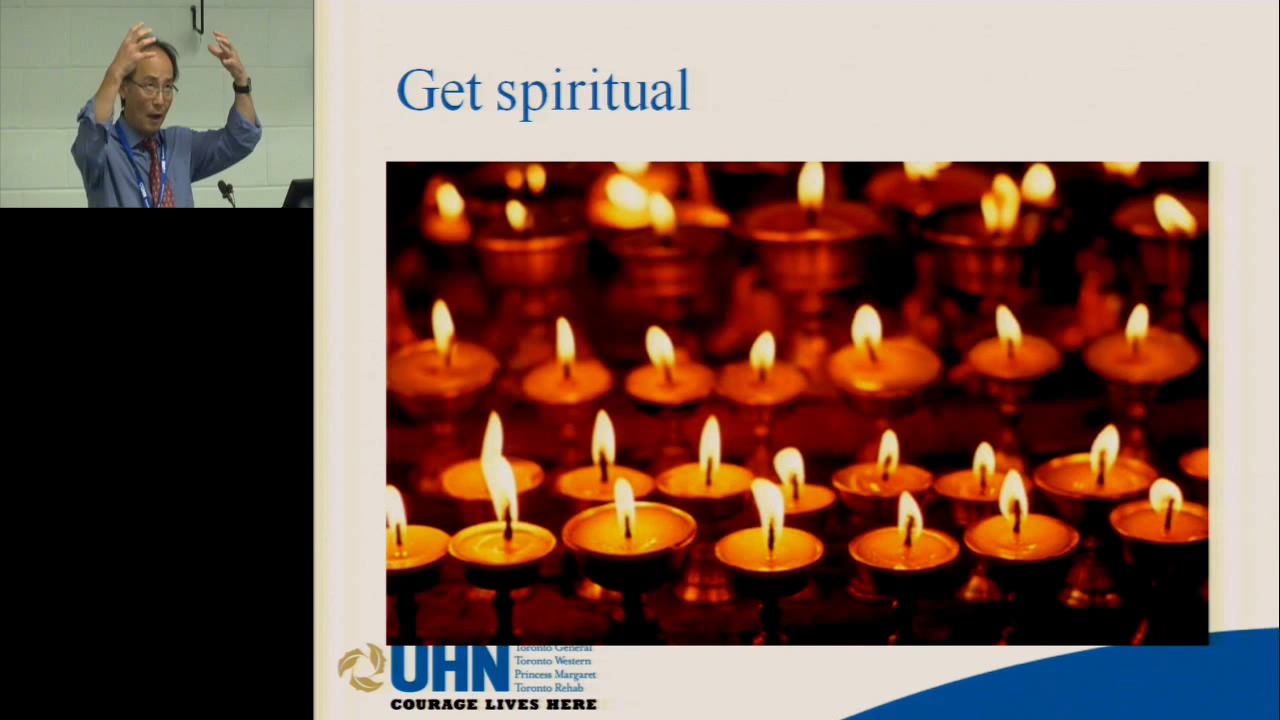 Get spiritual
UHN
Toronto General
Toronto Western
Princess Margaret
Toronto Rehab
COURAGE LIVES HERE